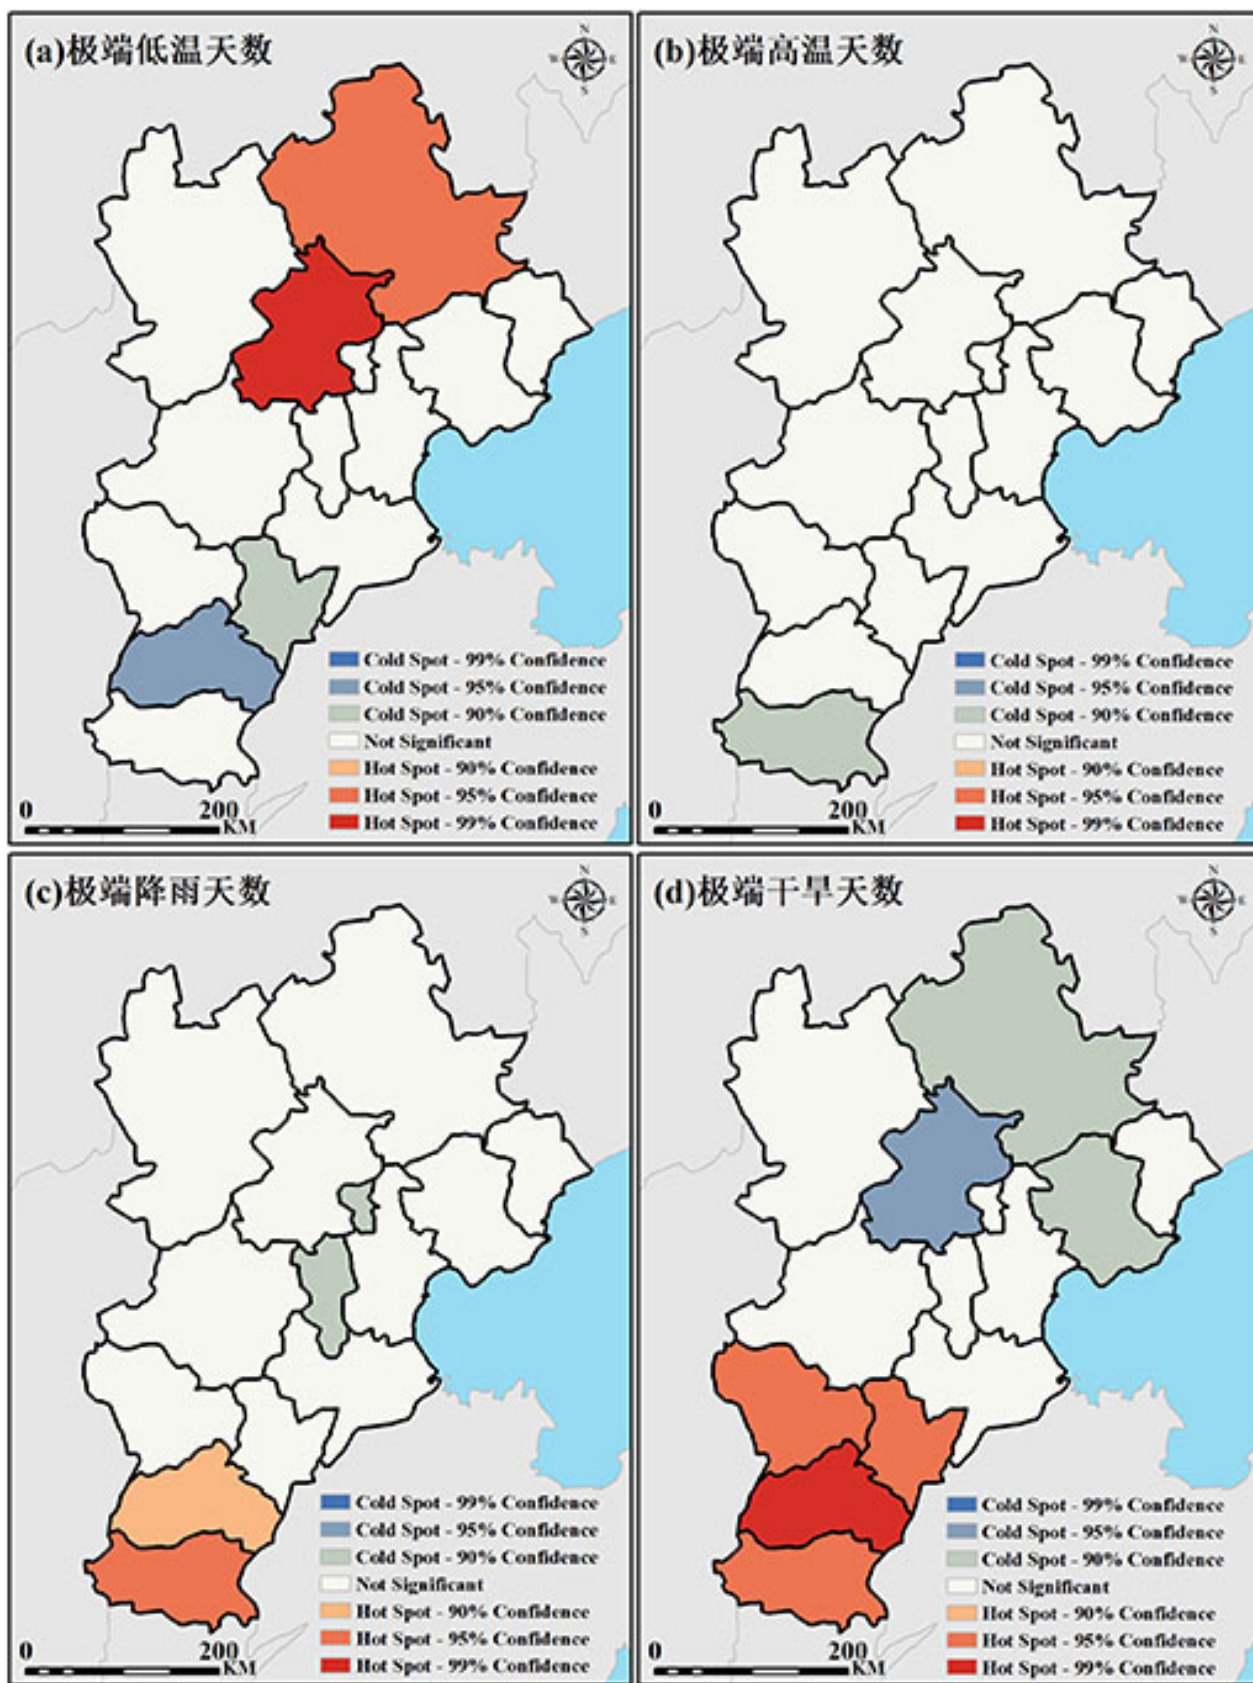 (a)极端低温天数
N
W
E
S
Cold Spot - 99% Confidence
Cold Spot - 95% Confidence
Cold Spot - 90% Confidence
Not Significant
Hot Spot - 90% Confidence
Hot Spot - 95% Confidence
Hot Spot - 99% Confidence
0
200
KM
(b)极端高温天数
N
W
E
S
Cold Spot - 99% Confidence
Cold Spot - 95% Confidence
Cold Spot - 90% Confidence
Not Significant
Hot Spot - 90% Confidence
Hot Spot - 95% Confidence
Hot Spot - 99% Confidence
0
200
KM
(c)极端降雨天数
N
W
E
S
Cold Spot - 99% Confidence
Cold Spot - 95% Confidence
Cold Spot - 90% Confidence
Not Significant
Hot Spot - 90% Confidence
Hot Spot - 95% Confidence
Hot Spot - 99% Confidence
0
200
KM
(d)极端干旱天数
N
W
E
S
Cold Spot - 99% Confidence
Cold Spot - 95% Confidence
Cold Spot - 90% Confidence
Not Significant
Hot Spot - 90% Confidence
Hot Spot - 95% Confidence
Hot Spot - 99% Confidence
0
200
KM